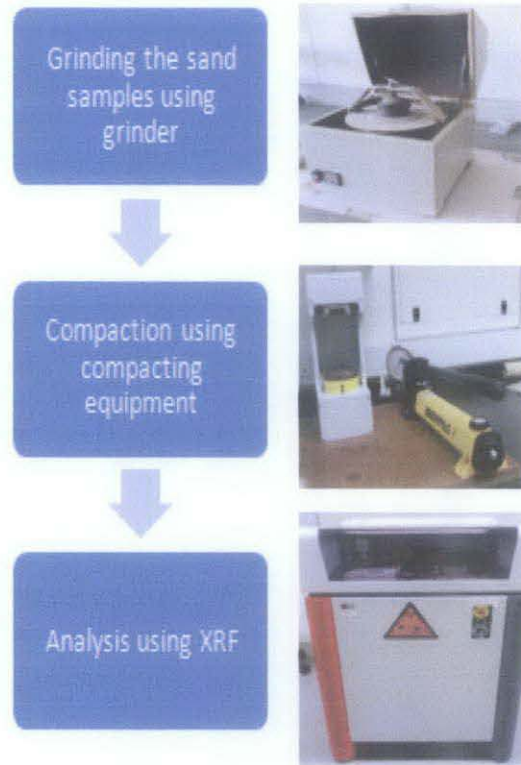 Grinding the sand
samples using
grinder
Compaction using
compacting
equipment
Analysis using XRF